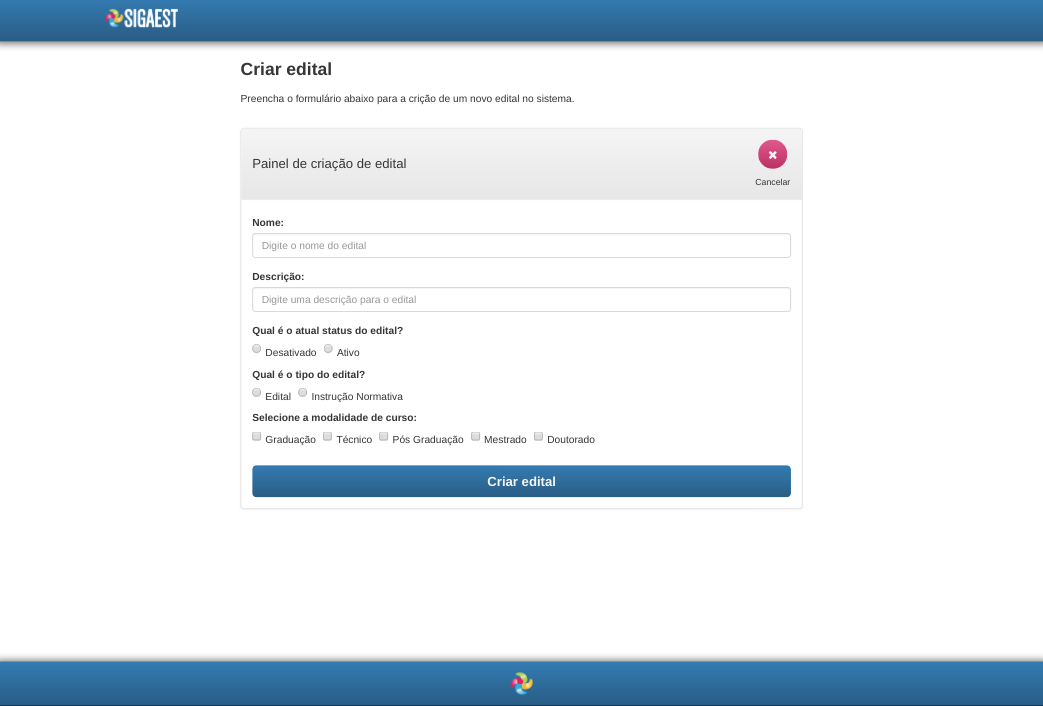 SIGAEST
Criar edital
Preencha o formulário abaixo para a crição de um novo edital no sistema.
Painel de criação de edital
Cancelar
Nome:
Digite o nome do edital
Descrição:
Digite uma descrição para o edital
Qual é o atual status do edital?
Desativado Ativo
Qual é o tipo do edital?
Edital Instrução Normativa
Selecione a modalidade de curso:
Graduação Técnico Pós Graduação Mestrado Doutorado
Criar edital